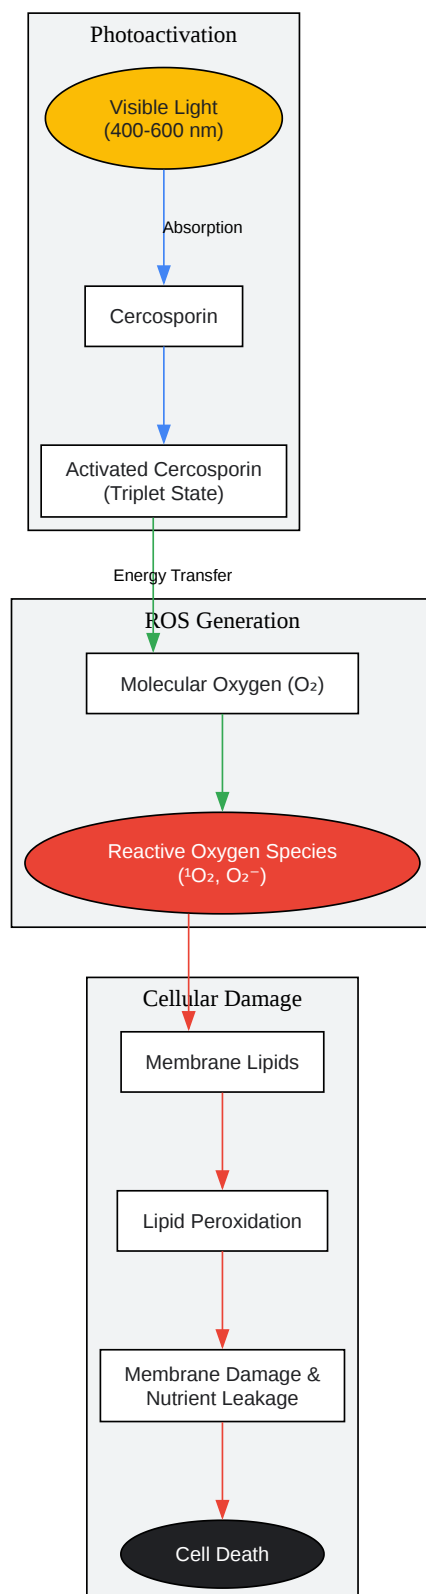 Photoactivation
Visible Light
(400-600 nm)
Absorption
Cercosporin
Activated Cercosporin
(Triplet State)
Energy Transfer
ROS Generation
Molecular Oxygen (O₂)
Reactive Oxygen Species
(¹O₂, O₂⁻)
Cellular Damage
Membrane Lipids
Lipid Peroxidation
Membrane Damage &
Nutrient Leakage
Cell Death